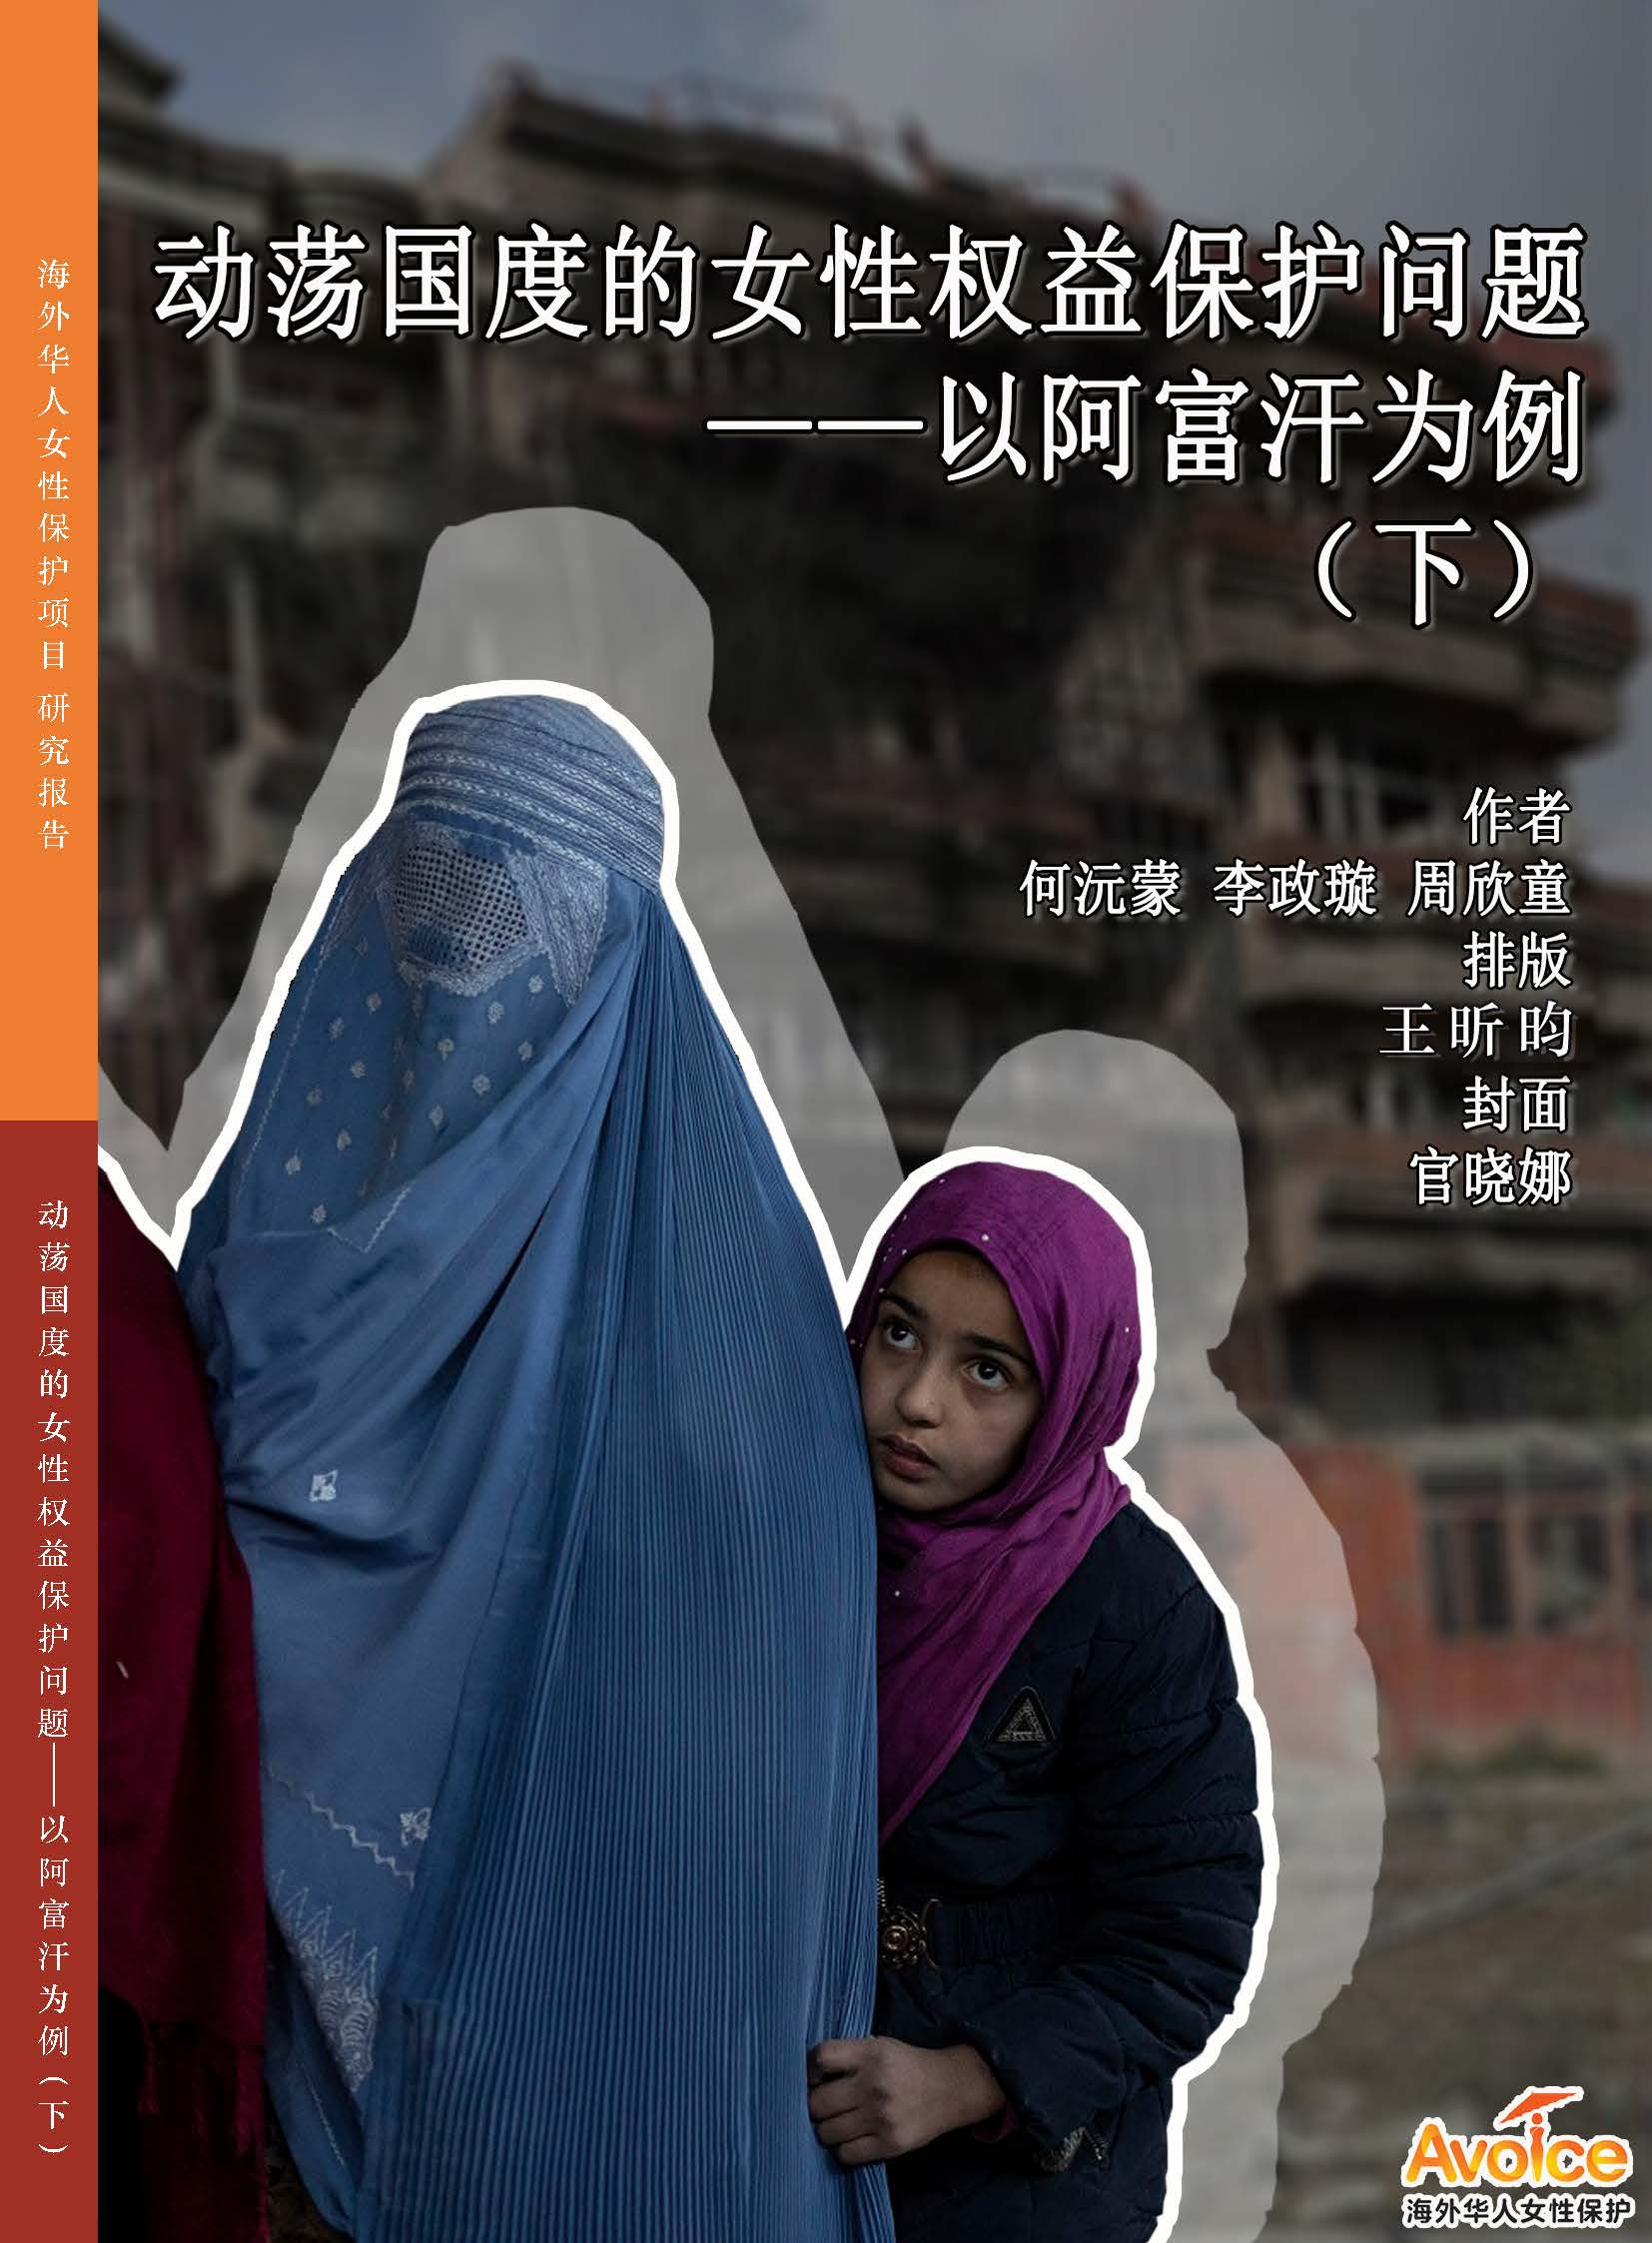 海外华人女性保护项目 研究报告
动荡国度的女性权益保护问题——以阿富汗为例（下）
动荡国度的女性权益保护问题
——以阿富汗为例
（下）
作者
何沅蒙 李政璇 周欣童
排版
王昕昀
封面
官晓娜
Avoice
海外华人女性保护